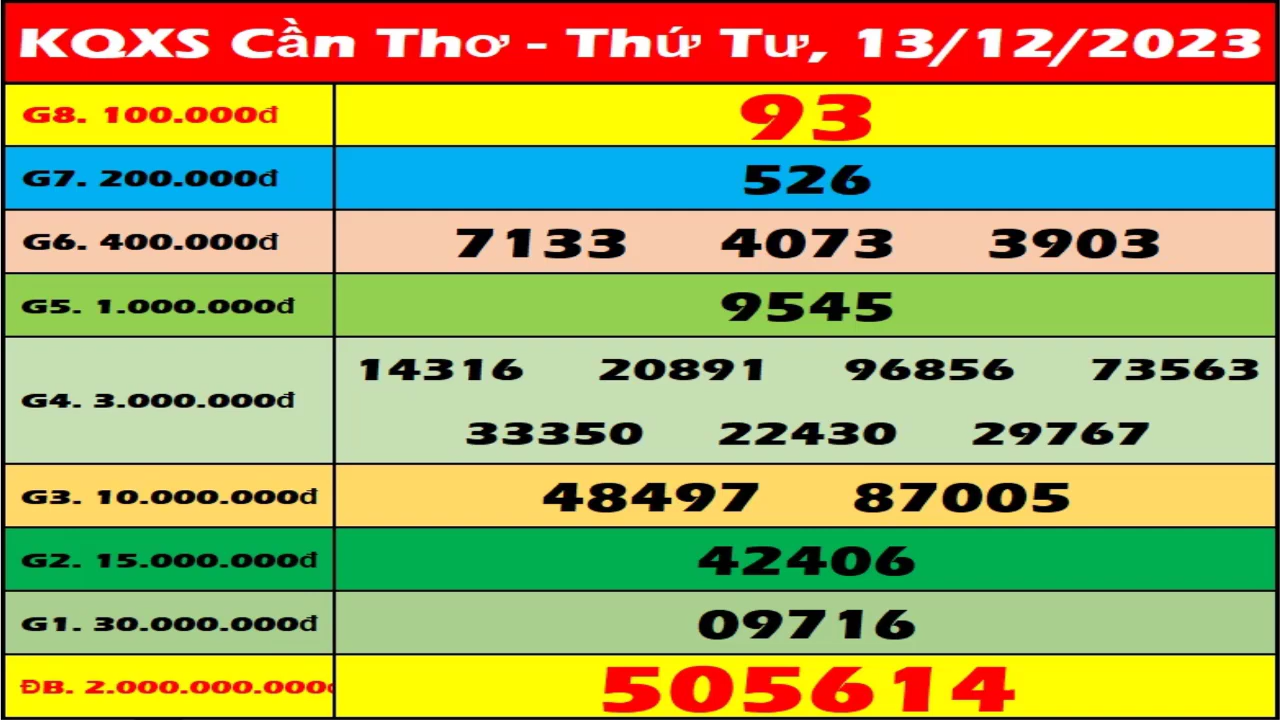 KQXS Cần Thơ - Thứ Tư, 13/12/2023
G8. 100.000đ 93
G7. 200.000đ 526
G6. 400.000đ 7133 4073 3903
G5. 1.000.000đ 9545
G4. 3.000.000đ 14316 20891 96856 73563
33350 22430 29767
G3. 10.000.000đ 48497 87005
G2. 15.000.000đ 42406
G1. 30.000.000đ 09716
ĐB. 2.000.000.000đ 505614